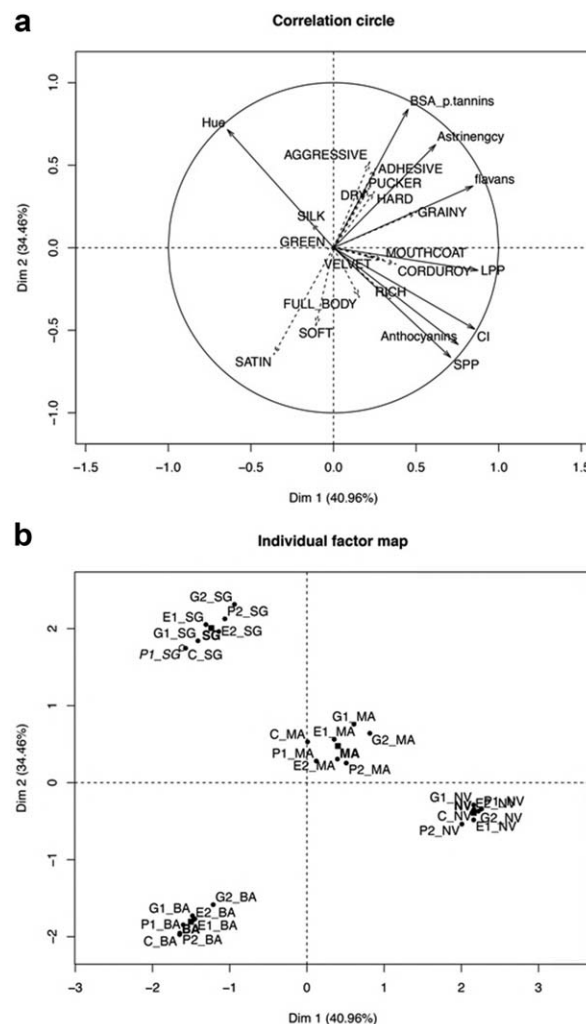 a
Correlation circle
Dim 2 (34.46%)
1.0
0.5
0.0
−0.5
−1.0
BSA_p.tannins
Hue
Astrinengcy
AGGRESSIVE
ADHESIVE
flavans
PUCKER
DRY
HARD
SILK
GRAINY
GREEN
MOUTHCOAT
VELVET
CORDUROY
LPP
RICH
FULL_BODY
SOFT
Anthocyanins
CI
SATIN
SPP
−1.5 −1.0 −0.5 0.0 0.5 1.0 1.5
Dim 1 (40.96%)
b
Individual factor map
Dim 2 (34.46%)
2
1
0
−1
−2
G2_SG
P2_SG
E1_SG
G1_SG SG E2_SG
P1_SG C_SG
G1_MA
C_MA E1_MA
G2_MA
P1_MA MA
E2_MA P2_MA
G1_NV E2_NV P1_NV
NV
C_NV G2_NV
P2_NV E1_NV
G2_BA
G1_BA E2_BA
P1_BA BA E1_BA
C_BA P2_BA
−3 −2 −1 0 1 2 3
Dim 1 (40.96%)